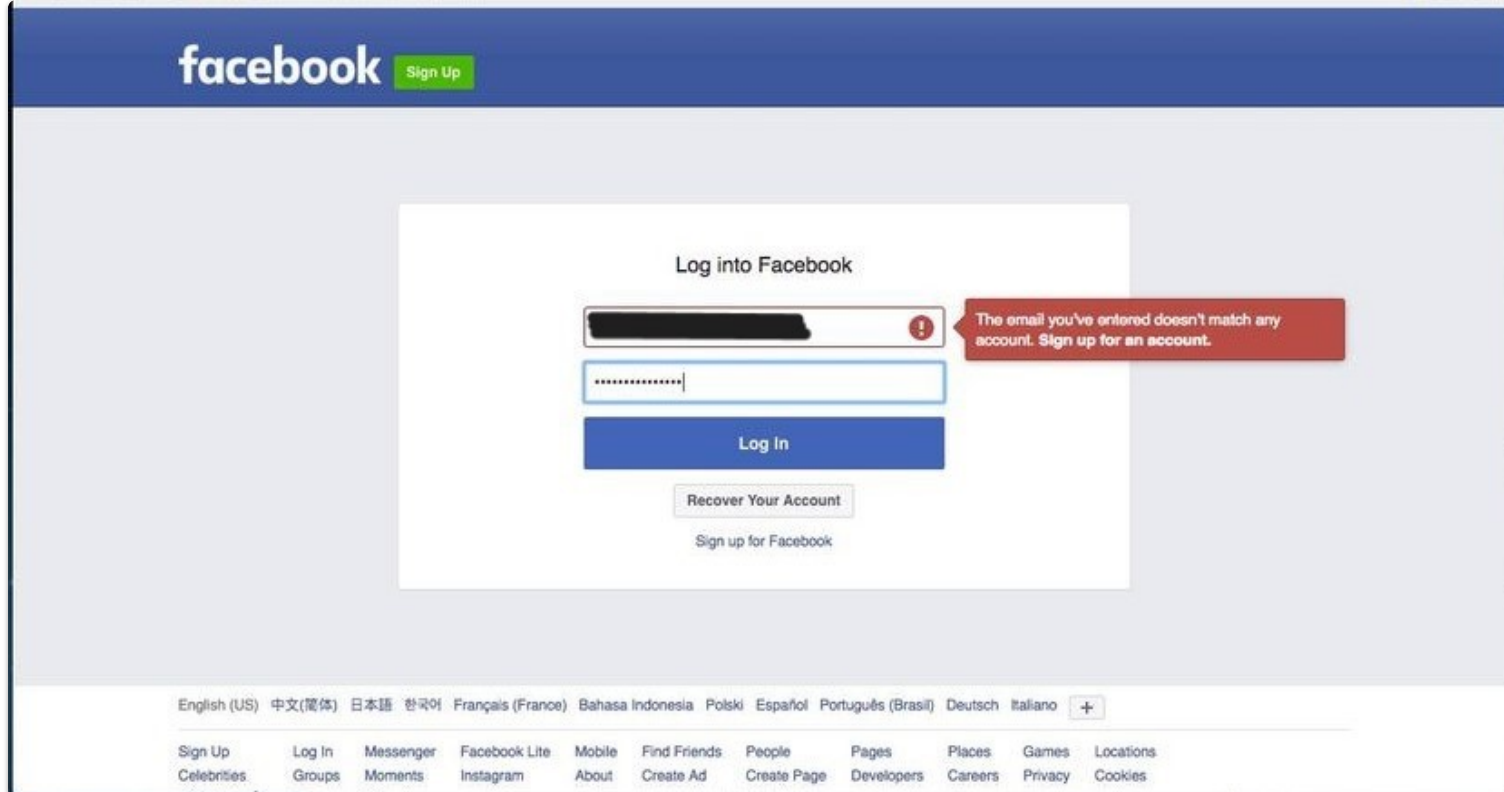 facebook Sign Up
Log into Facebook
The email you've entered doesn't match any
account. Sign up for an account.
•••••••••••••••
Log In
Recover Your Account
Sign up for Facebook
English (US) 中文(简体) 日本語 한국어 Français (France) Bahasa Indonesia Polski Español Português (Brasil) Deutsch Italiano +
Sign Up Log In Messenger Facebook Lite Mobile Find Friends People Pages Places Games Locations
Celebrities Groups Moments Instagram About Create Ad Create Page Developers Careers Privacy Cookies